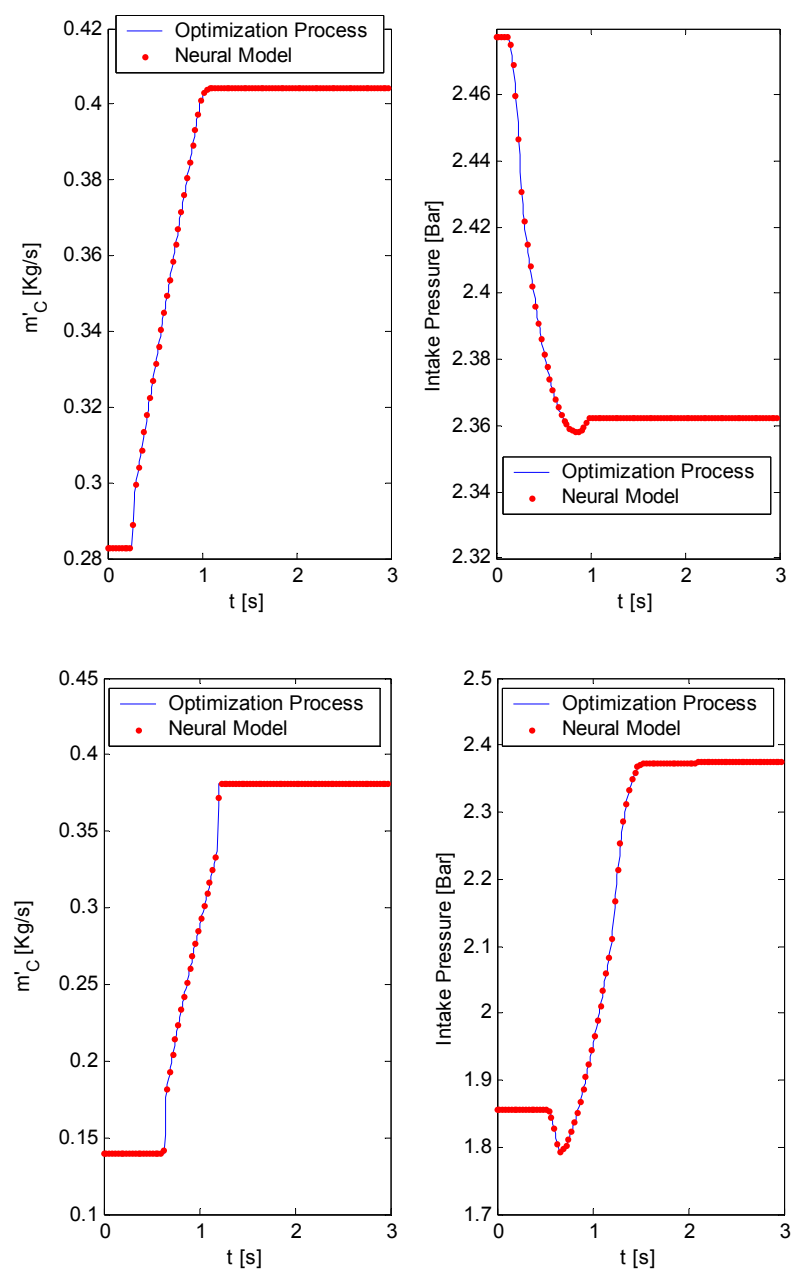 0.42
0.4
0.38
0.36
0.34
0.32
0.3
0.28
m'C [Kg/s]
Optimization Process
Neural Model
0 1 2 3
t [s]
2.46
2.44
2.42
2.4
2.38
2.36
2.34
2.32
Intake Pressure [Bar]
Optimization Process
Neural Model
0 1 2 3
t [s]
0.45
0.4
0.35
0.3
0.25
0.2
0.15
0.1
m'C [Kg/s]
Optimization Process
Neural Model
0 1 2 3
t [s]
2.5
2.4
2.3
2.2
2.1
2
1.9
1.8
1.7
Intake Pressure [Bar]
Optimization Process
Neural Model
0 1 2 3
t [s]